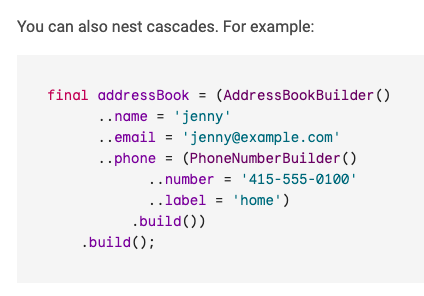 You can also nest cascades. For example:
final addressBook = (AddressBookBuilder()
      ..name = 'jenny'
      ..email = 'jenny@example.com'
      ..phone = (PhoneNumberBuilder()
            ..number = '415-555-0100'
            ..label = 'home')
          .build())
    .build();